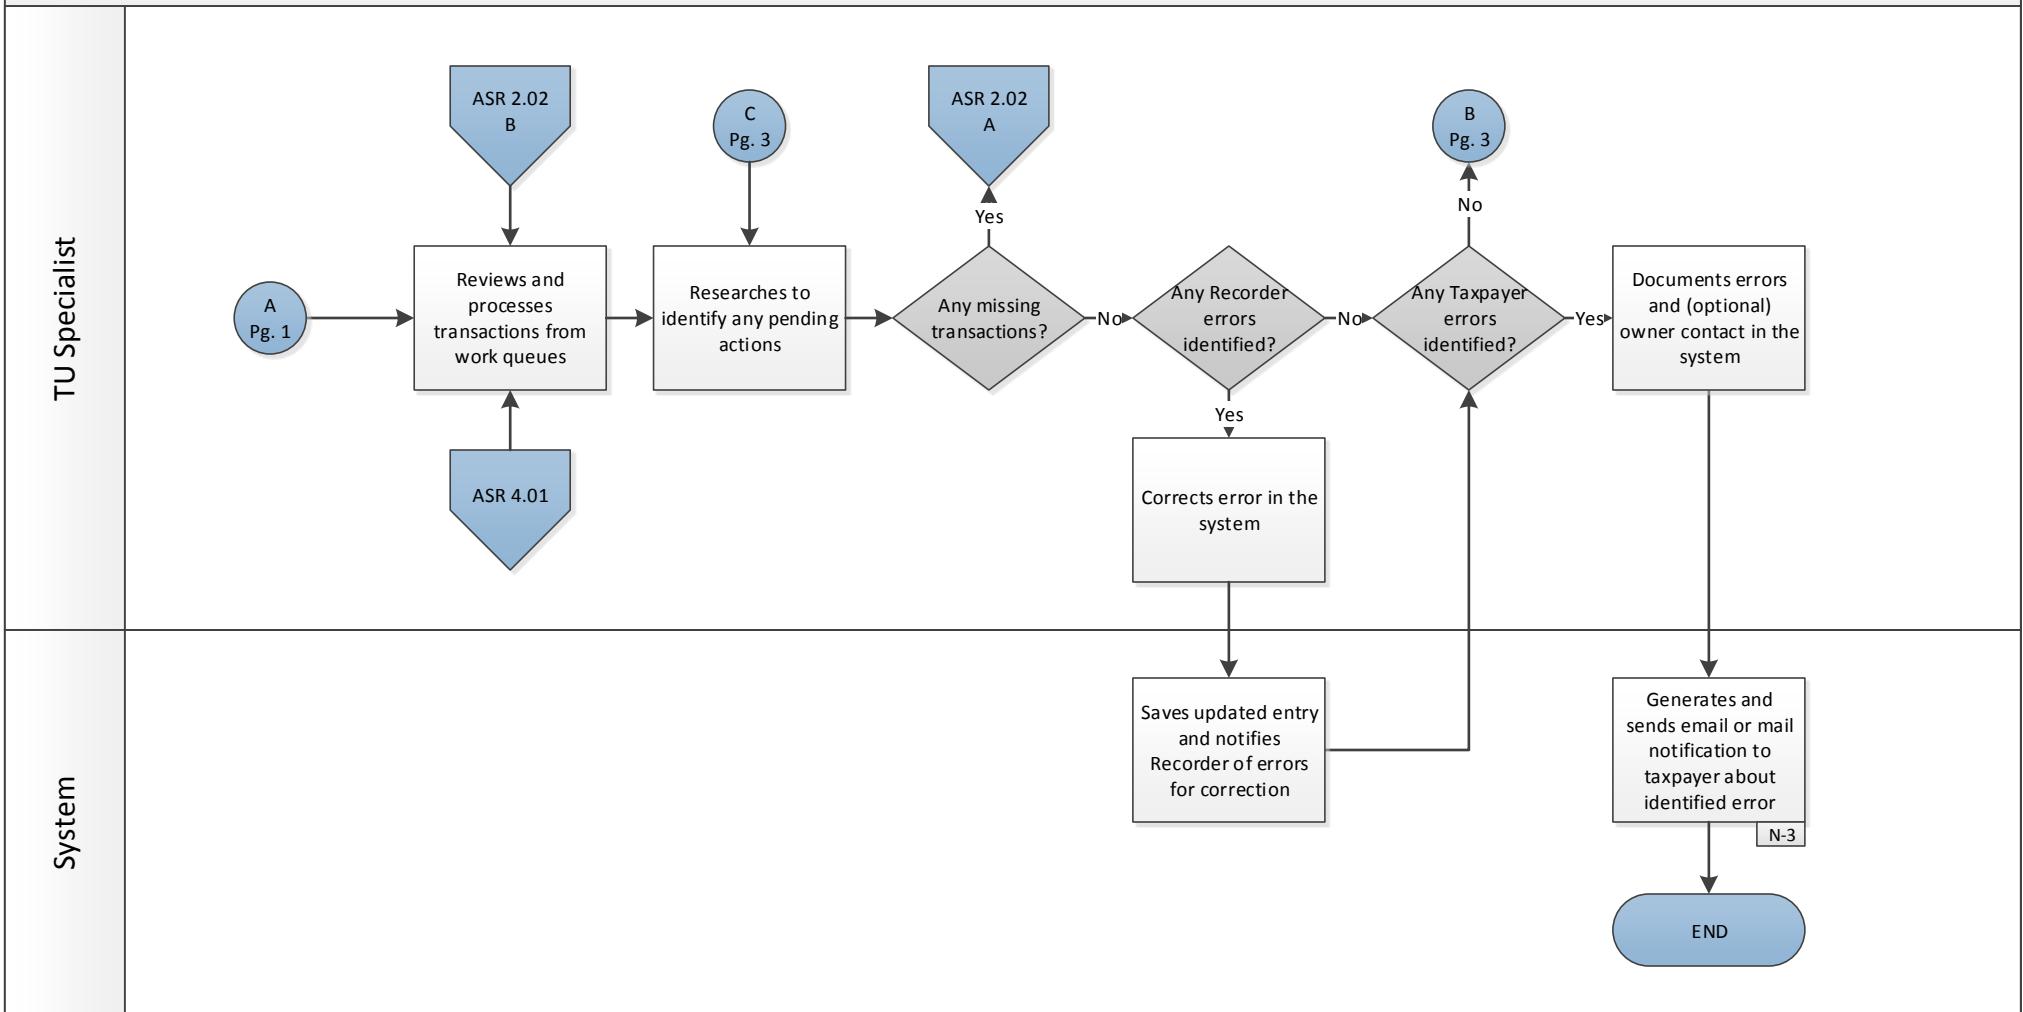 TU Specialist
ASR 2.02
B
C
Pg. 3
ASR 2.02
A
B
Pg. 3
Yes
No
A
Pg. 1
Reviews and
processes
transactions from
work queues
Researches to
identify any pending
actions
Any missing
transactions?
No
Any Recorder
errors
identified?
No
Any Taxpayer
errors
identified?
Yes
Documents errors
and (optional)
owner contact in the
system
Yes
ASR 4.01
Corrects error in the
system
System
Saves updated entry
and notifies
Recorder of errors
for correction
Generates and
sends email or mail
notification to
taxpayer about
identified error
N-3
END